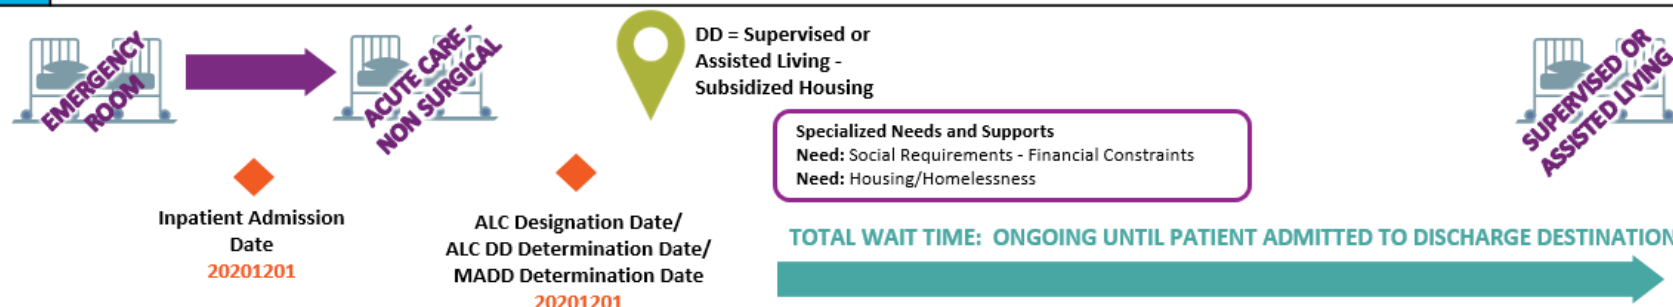 EMERGENCY
ROOM
ACUTE CARE -
NON SURGICAL
DD = Supervised or
Assisted Living -
Subsidized Housing
SUPERVISED OR
ASSISTED LIVING
Specialized Needs and Supports
Need: Social Requirements - Financial Constraints
Need: Housing/Homelessness
Inpatient Admission
Date
20201201
ALC Designation Date/
ALC DD Determination Date/
MADD Determination Date
20201201
TOTAL WAIT TIME: ONGOING UNTIL PATIENT ADMITTED TO DISCHARGE DESTINATION